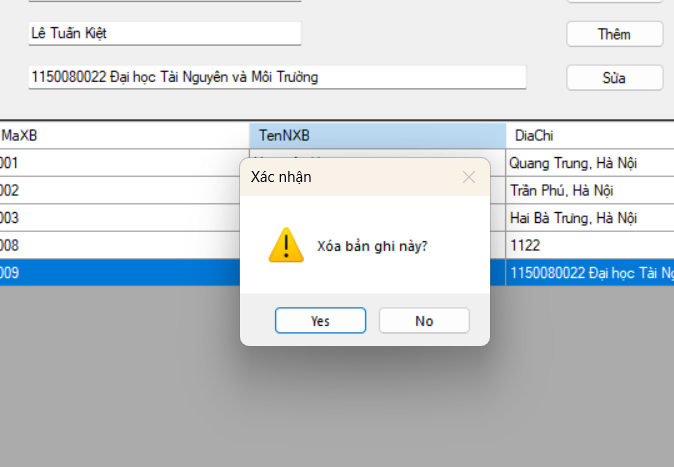 Lê Tuấn Kiệt
Thêm
1150080022 Đại học Tài Nguyên và Môi Trường
Sửa
MaXB TenNXB DiaChi
001 Quang Trung, Hà Nội
002 Trần Phú, Hà Nội
003 Hai Bà Trưng, Hà Nội
008 1122
009 1150080022 Đại học Tài
Xác nhận
Xóa bản ghi này?
Yes No